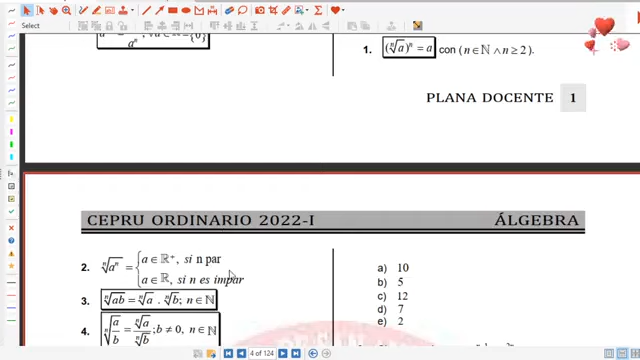 Select
a^n , ∀a ∈ ℝ − {0}
1. (ⁿ√a)ⁿ = a con (n ∈ ℕ ∧ n ≥ 2).
PLANA DOCENTE 1
CEPRU ORDINARIO 2022-I ÁLGEBRA
2. ⁿ√aⁿ = { a ∈ ℝ⁺, si n par
a ∈ ℝ, si n es impar
3. ⁿ√ab = ⁿ√a . ⁿ√b; n ∈ ℕ
4. ⁿ√(a/b) = ⁿ√a / ⁿ√b ; b ≠ 0, n ∈ ℕ
a) 10
b) 5
c) 12
d) 7
e) 2
4 of 124